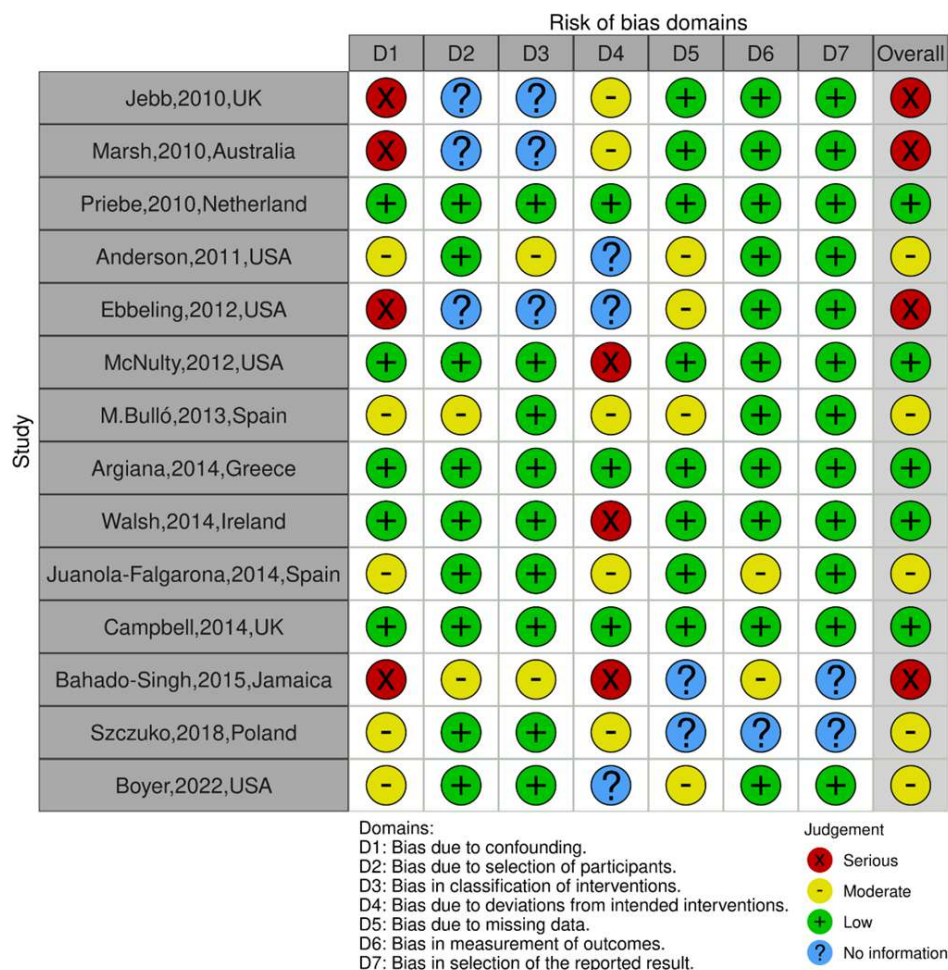 Risk of bias domains
D1 D2 D3 D4 D5 D6 D7 Overall
Study
Jebb,2010,UK X ? ? - + + + X
Marsh,2010,Australia X ? ? - + + + X
Priebe,2010,Netherland + + + + + + + +
Anderson,2011,USA - + - ? - + + -
Ebbeling,2012,USA X ? ? ? - + + X
McNulty,2012,USA + + + X + + + +
M.Bulló,2013,Spain - - + - - + + -
Argiana,2014,Greece + + + + + + + +
Walsh,2014,Ireland + + + X + + + +
Juanola-Falgarona,2014,Spain - + + - + - + -
Campbell,2014,UK + + + + + + + +
Bahado-Singh,2015,Jamaica X - - X ? - ? X
Szczuko,2018,Poland - + + - ? ? ? -
Boyer,2022,USA - + + ? - + + -
Domains:
D1: Bias due to confounding.
D2: Bias due to selection of participants.
D3: Bias in classification of interventions.
D4: Bias due to deviations from intended interventions.
D5: Bias due to missing data.
D6: Bias in measurement of outcomes.
D7: Bias in selection of the reported result.
Judgement
X Serious
- Moderate
+ Low
? No information